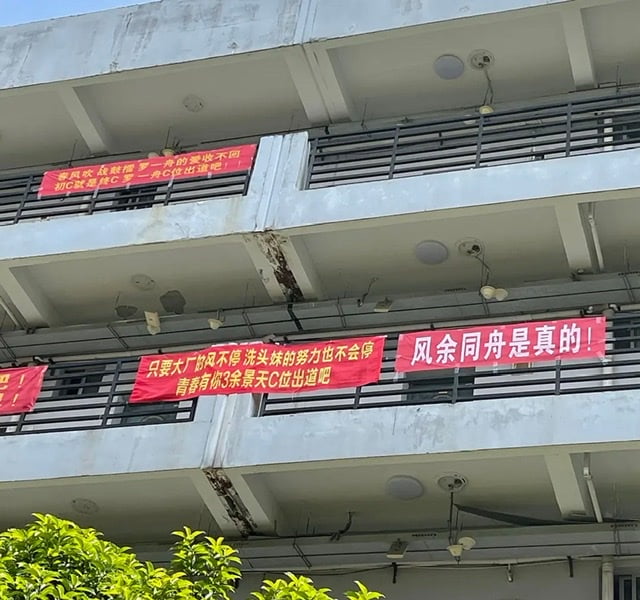 客风吹 战鼓擂 罗一舟的爱收不回
初C就是终C 罗一舟C位出道吧！！
！
！
只要大厂的风不停 洗头妹的努力也不会停
青春有你3余景天C位出道吧
风余同舟是真的！